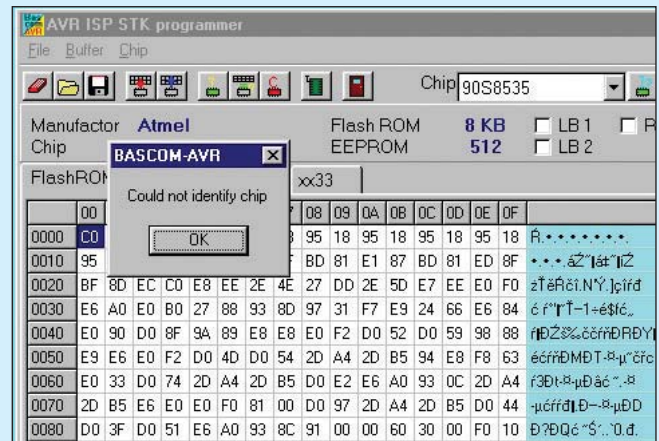 AVR ISP STK programmer
File Buffer Chip
Chip 90S8535
Manufactor Atmel Flash ROM 8 KB LB 1
Chip EEPROM 512 LB 2
BASCOM-AVR
Could not identify chip
OK
FlashROM xx33
00 08 09 0A 0B 0C 0D 0E 0F
0000 C0 95 18 95 18 95 18 95 18
0010 95 BD 81 E1 87 BD 81 ED 8F
0020 BF 8D EC C0 E8 EE 2E 4E 27 DD 2E 5D E7 EE E0 F0
0030 E6 A0 E0 B0 27 88 93 8D 97 31 F7 E9 24 66 E6 84
0040 E0 90 D0 8F 9A 89 E8 E8 E0 F2 D0 52 D0 59 98 88
0050 E9 E6 E0 F2 D0 4D D0 54 2D A4 2D B5 94 E8 F8 63
0060 E0 33 D0 74 2D A4 2D B5 D0 E2 E6 A0 93 0C 2D A4
0070 2D B5 E6 E0 E0 F0 81 00 D0 97 2D A4 2D B5 D0 44
0080 D0 3F D0 51 E6 A0 93 8C 91 00 00 60 30 00 F0 10